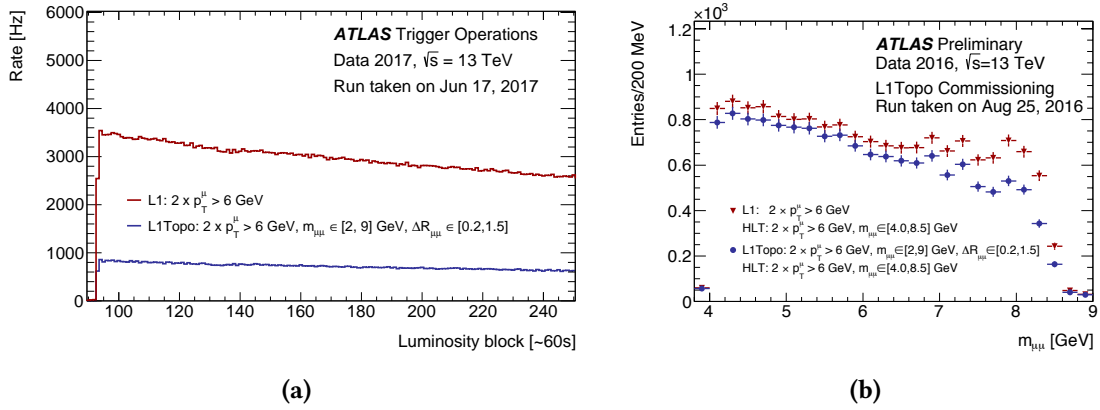 Rate [Hz]
6000
5000
4000
3000
2000
1000
0
ATLAS Trigger Operations
Data 2017, √s = 13 TeV
Run taken on Jun 17, 2017
L1: 2 x p_T^μ > 6 GeV
L1Topo: 2 x p_T^μ > 6 GeV, m_μμ ∈ [2, 9] GeV, ΔR_μμ ∈ [0.2,1.5]
100 120 140 160 180 200 220 240
Luminosity block [~60s]
(a)
×10³
Entries/200 MeV
1.2
1
0.8
0.6
0.4
0.2
0
ATLAS Preliminary
Data 2016, √s=13 TeV
L1Topo Commissioning
Run taken on Aug 25, 2016
L1: 2 × p_T^μ > 6 GeV
HLT: 2 × p_T^μ > 6 GeV, m_μμ∈[4.0,8.5] GeV
L1Topo: 2 × p_T^μ > 6 GeV, m_μμ∈[2,9] GeV, ΔR_μμ∈[0.2,1.5]
HLT: 2 × p_T^μ > 6 GeV, m_μμ∈[4.0,8.5] GeV
4 5 6 7 8 9
m_μμ [GeV]
(b)